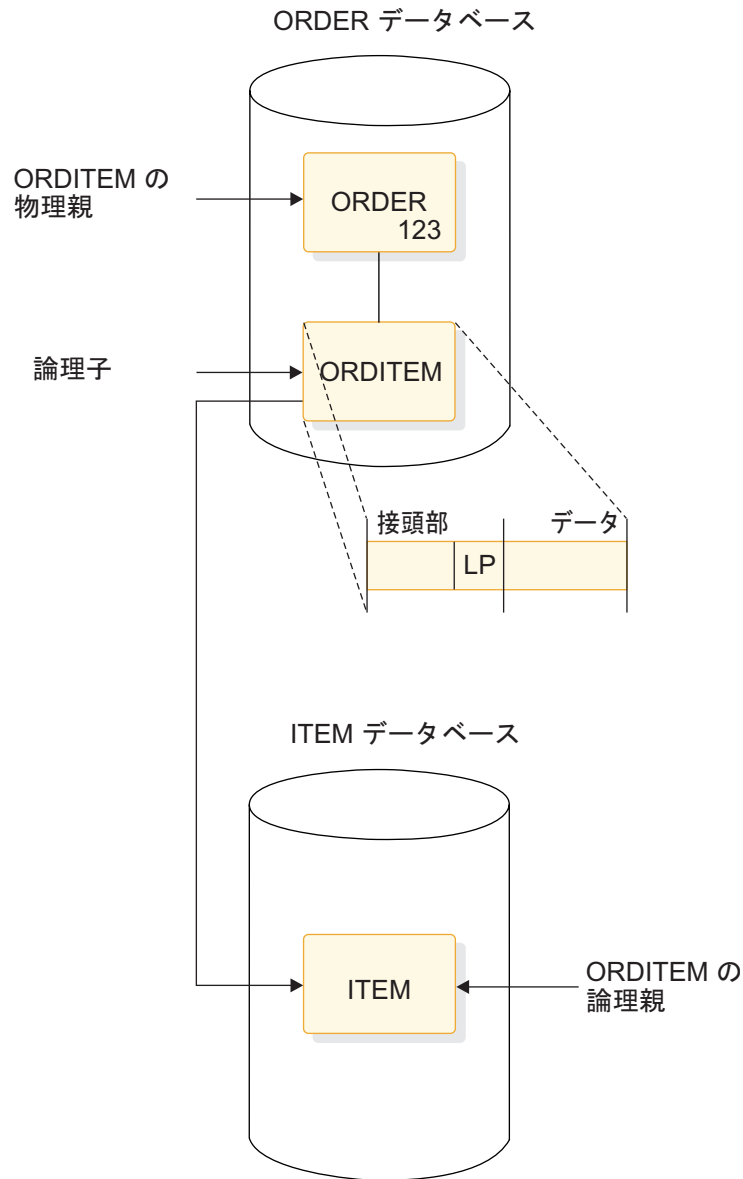 ORDER データベース
ORDITEM の
物理親
ORDER
123
論理子
ORDITEM
接頭部
データ
LP
ITEM データベース
ITEM
ORDITEM の
論理親